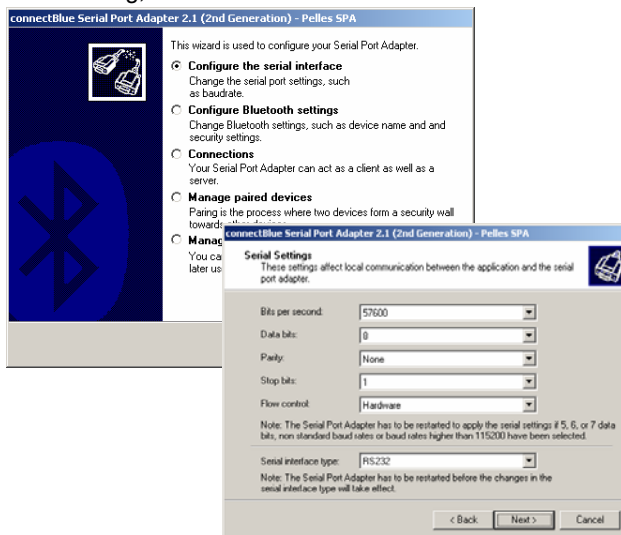 connectBlue Serial Port Adapter 2.1 (2nd Generation) - Pelles SPA
This wizard is used to configure your Serial Port Adapter.
Configure the serial interface
Change the serial port settings, such
as baudrate.
Configure Bluetooth settings
Change Bluetooth settings, such as device name and and
security settings.
Connections
Your Serial Port Adapter can act as a client as well as a
server.
Manage paired devices
Paring is the process where two devices form a security wall
towards
Manag
You ca
later us
connectBlue Serial Port Adapter 2.1 (2nd Generation) - Pelles SPA
Serial Settings
These settings affect local communication between the application and the serial
port adapter.
Bits per second: 57600
Data bits: 8
Parity: None
Stop bits: 1
Flow control: Hardware
Note: The Serial Port Adapter has to be restarted to apply the serial settings if 5, 6, or 7 data
bits, non standard baud rates or baud rates higher than 115200 have been selected.
Serial interface type: RS232
Note: The Serial Port Adapter has to be restarted before the changes in the
serial interface type will take effect.
< Back Next > Cancel